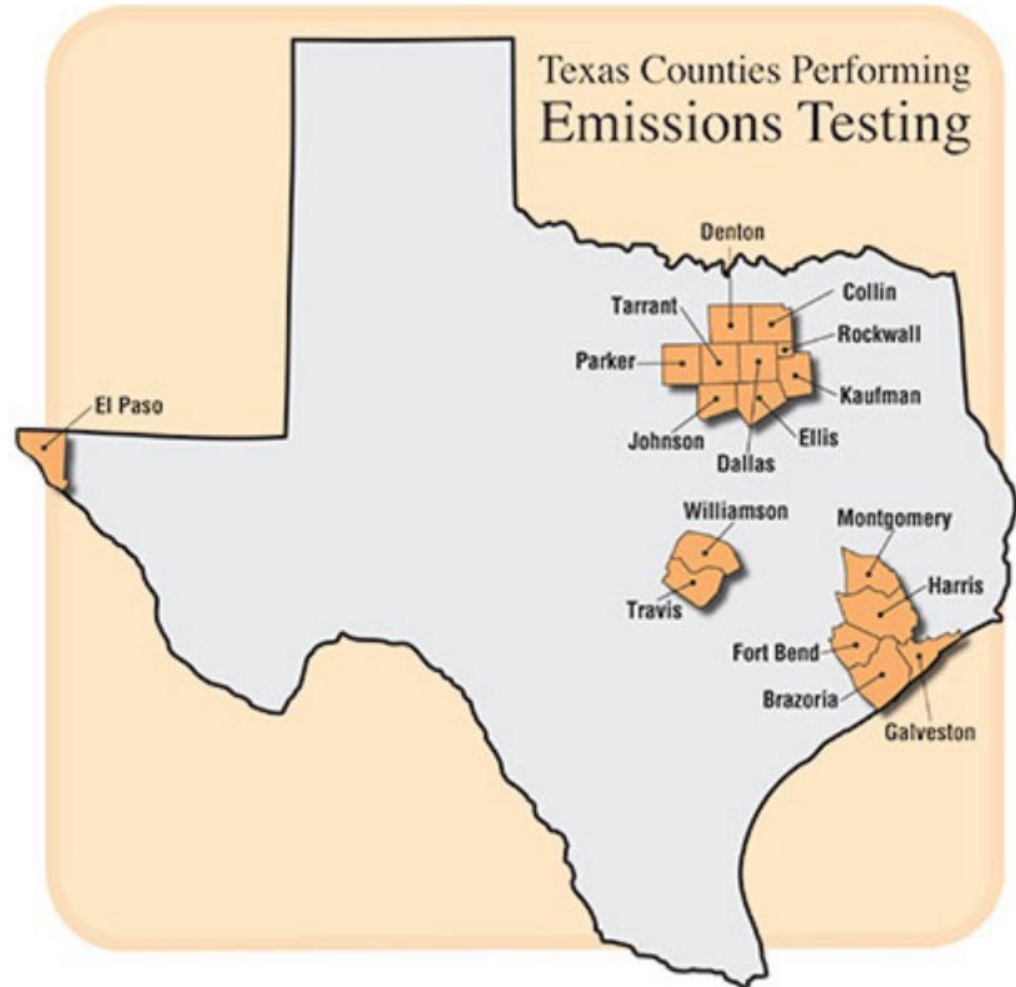 Texas Counties Performing
Emissions Testing
Denton
Collin
Tarrant
Rockwall
Parker
Kaufman
El Paso
Johnson
Ellis
Dallas
Williamson
Montgomery
Harris
Travis
Fort Bend
Brazoria
Galveston